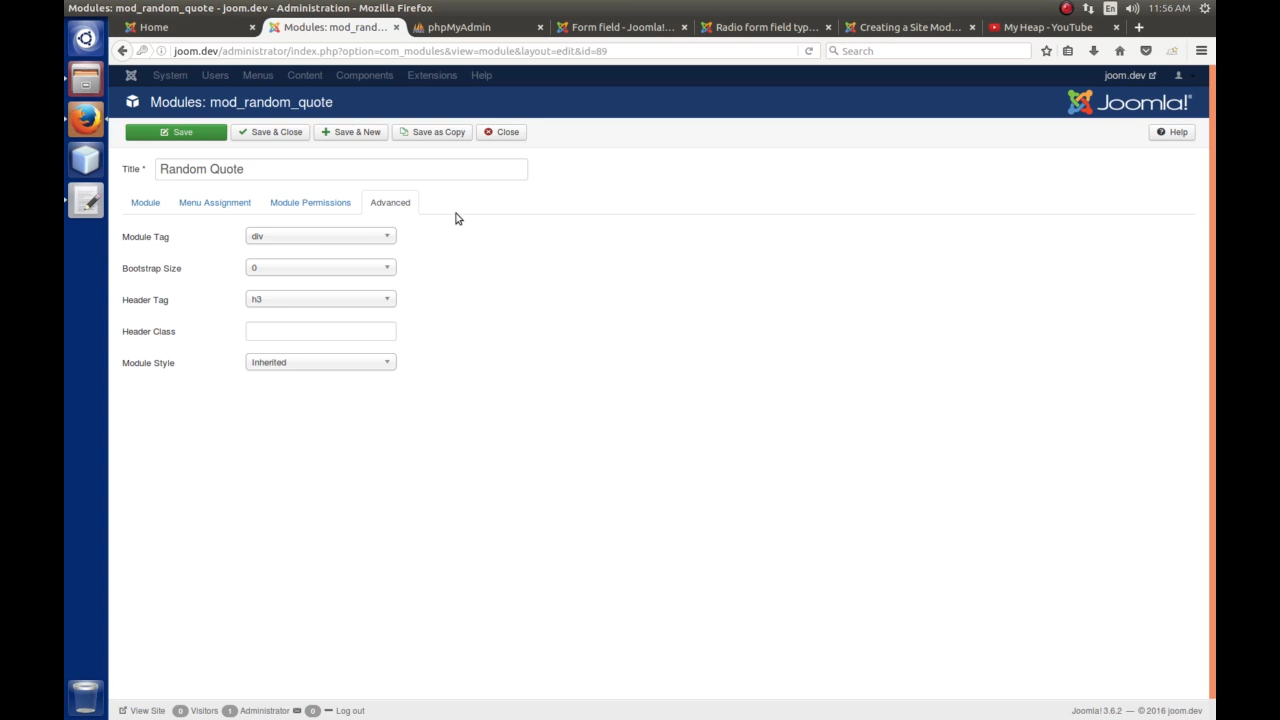 Modules: mod_random_quote - joom.dev - Administration - Mozilla Firefox
En 11:56 AM
Home Modules: mod_rand... phpMyAdmin Form field - Joomla!... Radio form field typ... Creating a Site Mod... My Heap - YouTube
joom.dev/administrator/index.php?option=com_modules&view=module&layout=edit&id=89 Search
System Users Menus Content Components Extensions Help joom.dev
Modules: mod_random_quote Joomla!®
Save Save & Close Save & New Save as Copy Close Help
Title * Random Quote
Module Menu Assignment Module Permissions Advanced
Module Tag div
Bootstrap Size 0
Header Tag h3
Header Class
Module Style Inherited
View Site 0 Visitors 1 Administrator 0 Log out Joomla! 3.6.2 — © 2016 joom.dev